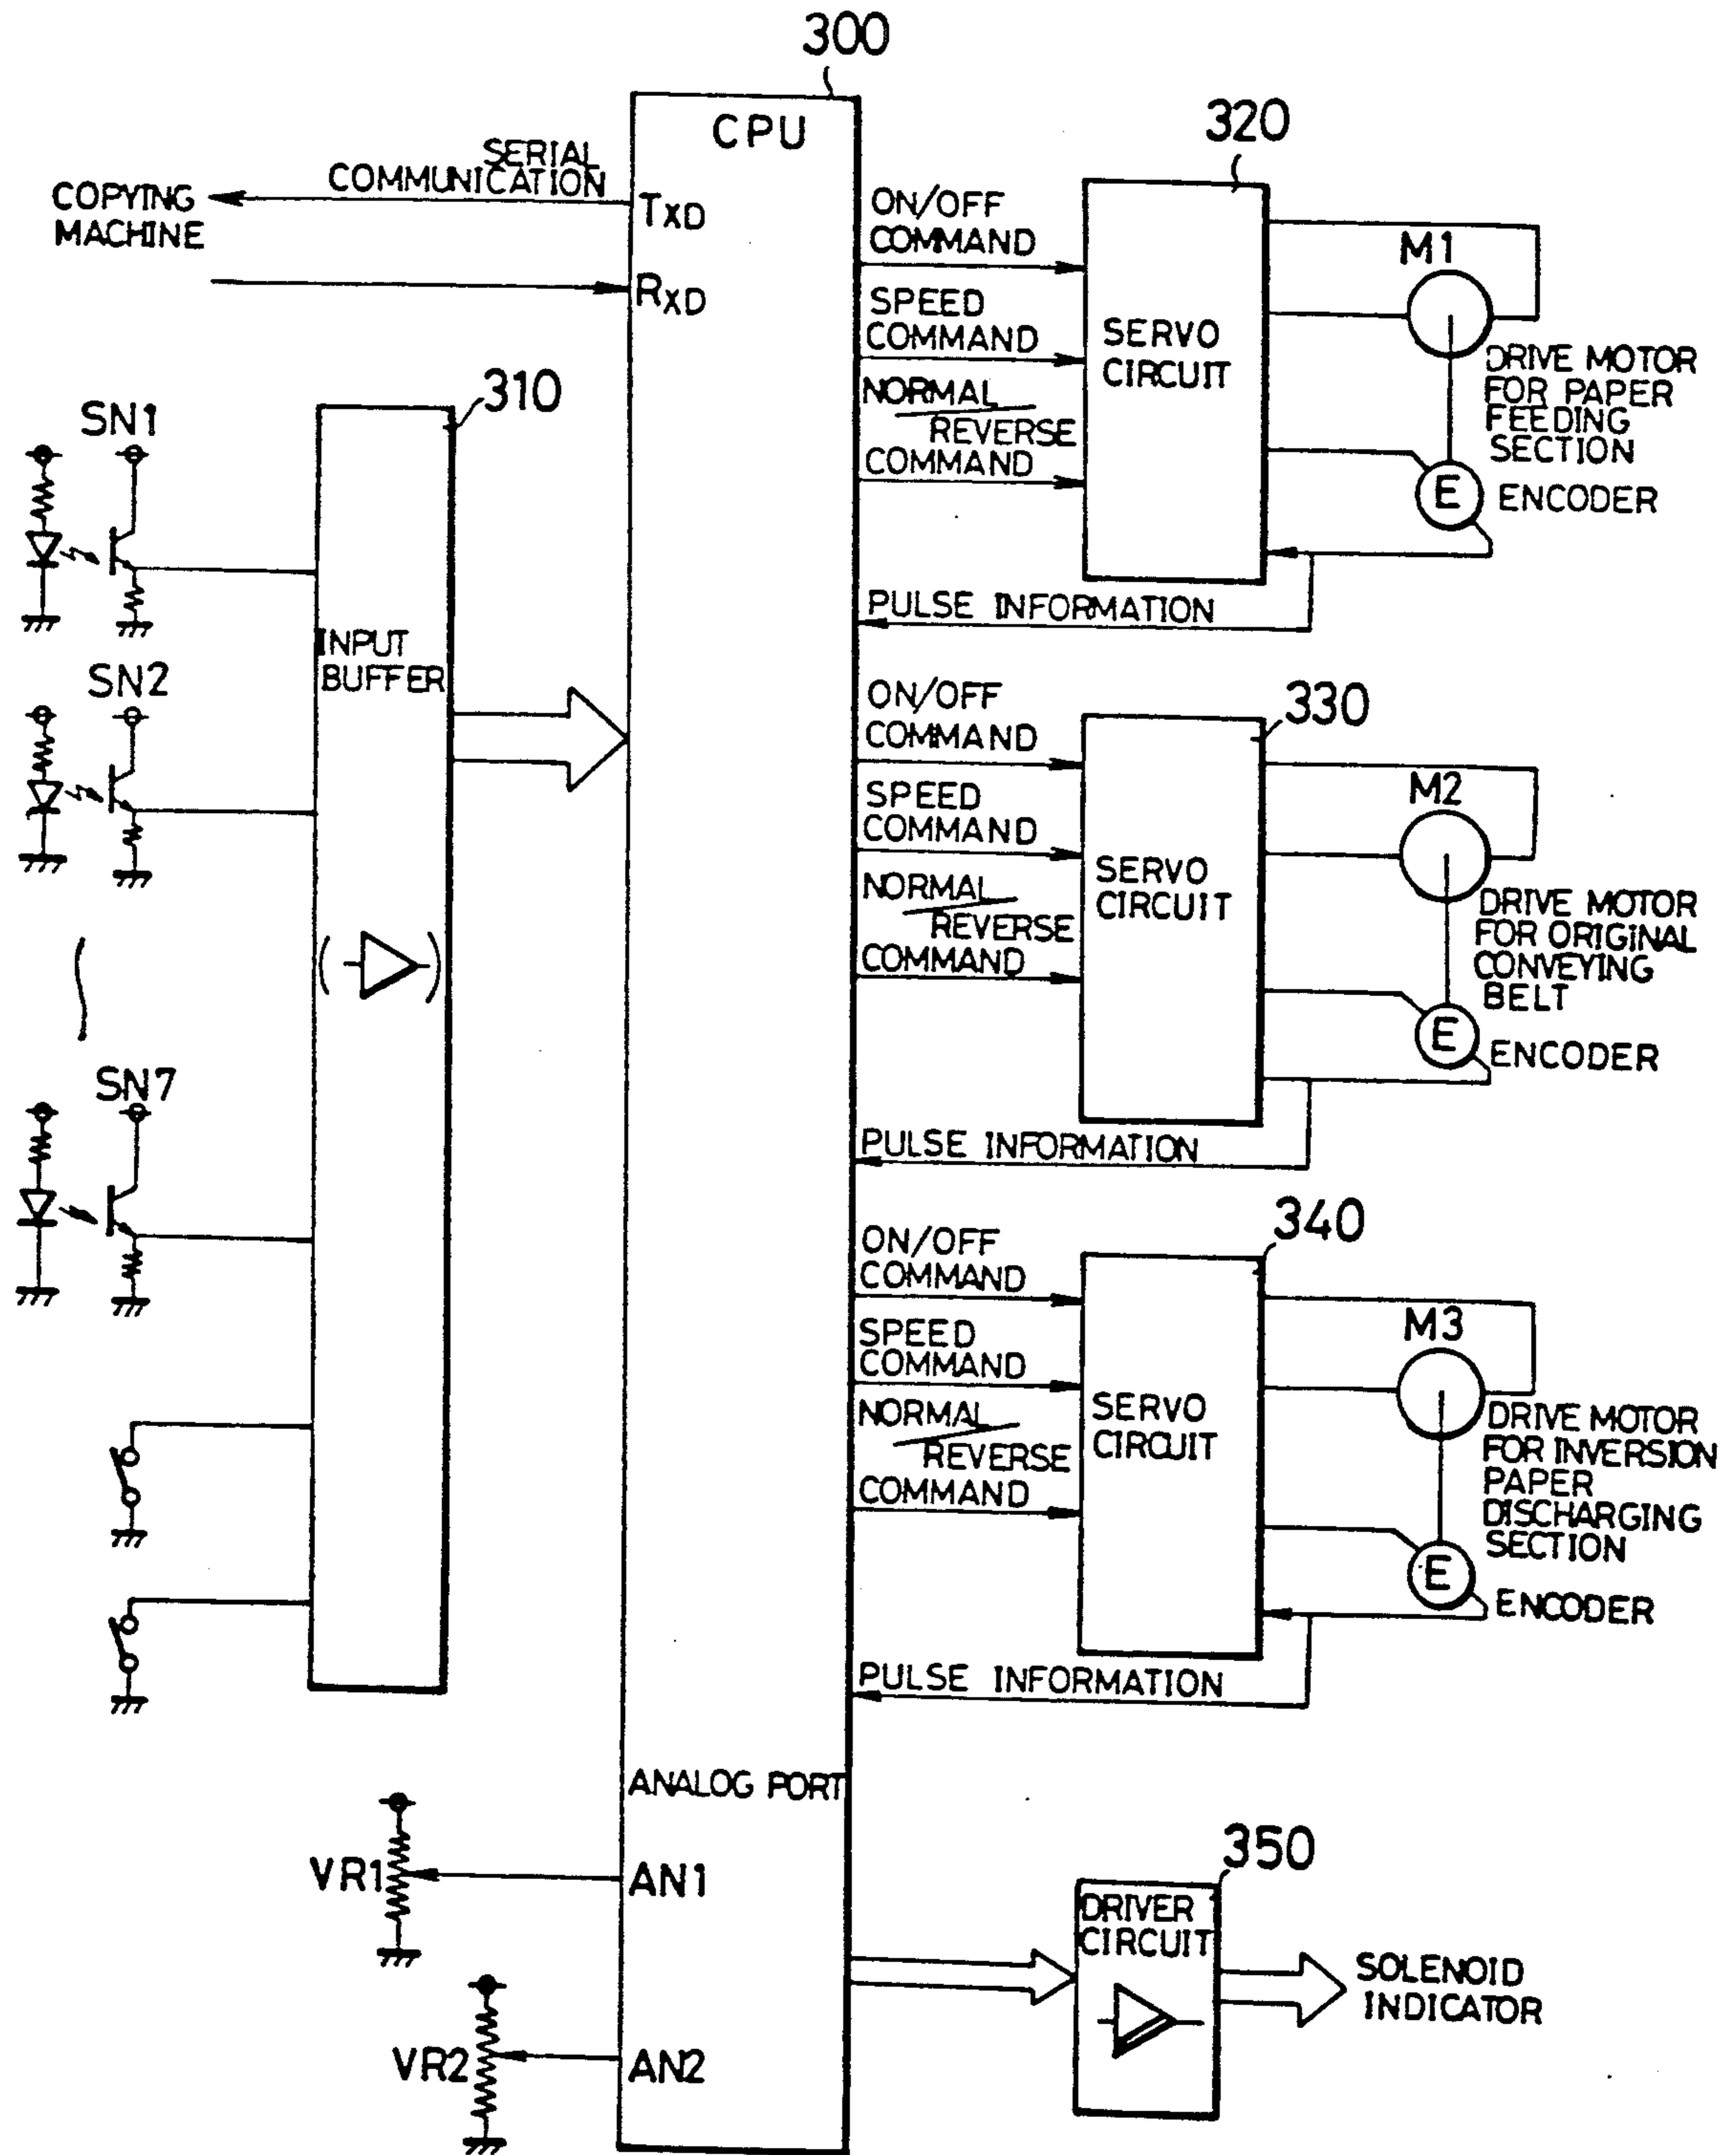 300
CPU
SERIAL
COMMUNICATION
COPYING
MACHINE
TXD
RXD
310
SN1
INPUT
BUFFER
SN2
SN7
ON/OFF
COMMAND
SPEED
COMMAND
NORMAL
REVERSE
COMMAND
320
SERVO
CIRCUIT
M1
DRIVE MOTOR
FOR PAPER
FEEDING
SECTION
E
ENCODER
PULSE INFORMATION
ON/OFF
COMMAND
SPEED
COMMAND
NORMAL
REVERSE
COMMAND
330
SERVO
CIRCUIT
M2
DRIVE MOTOR
FOR ORIGINAL
CONVEYING
BELT
E
ENCODER
PULSE INFORMATION
ON/OFF
COMMAND
SPEED
COMMAND
NORMAL
REVERSE
COMMAND
340
SERVO
CIRCUIT
M3
DRIVE MOTOR
FOR INVERSION
PAPER
DISCHARGING
SECTION
E
ENCODER
PULSE INFORMATION
ANALOG PORT
VR1
AN1
VR2
AN2
350
DRIVER
CIRCUIT
SOLENOID
INDICATOR